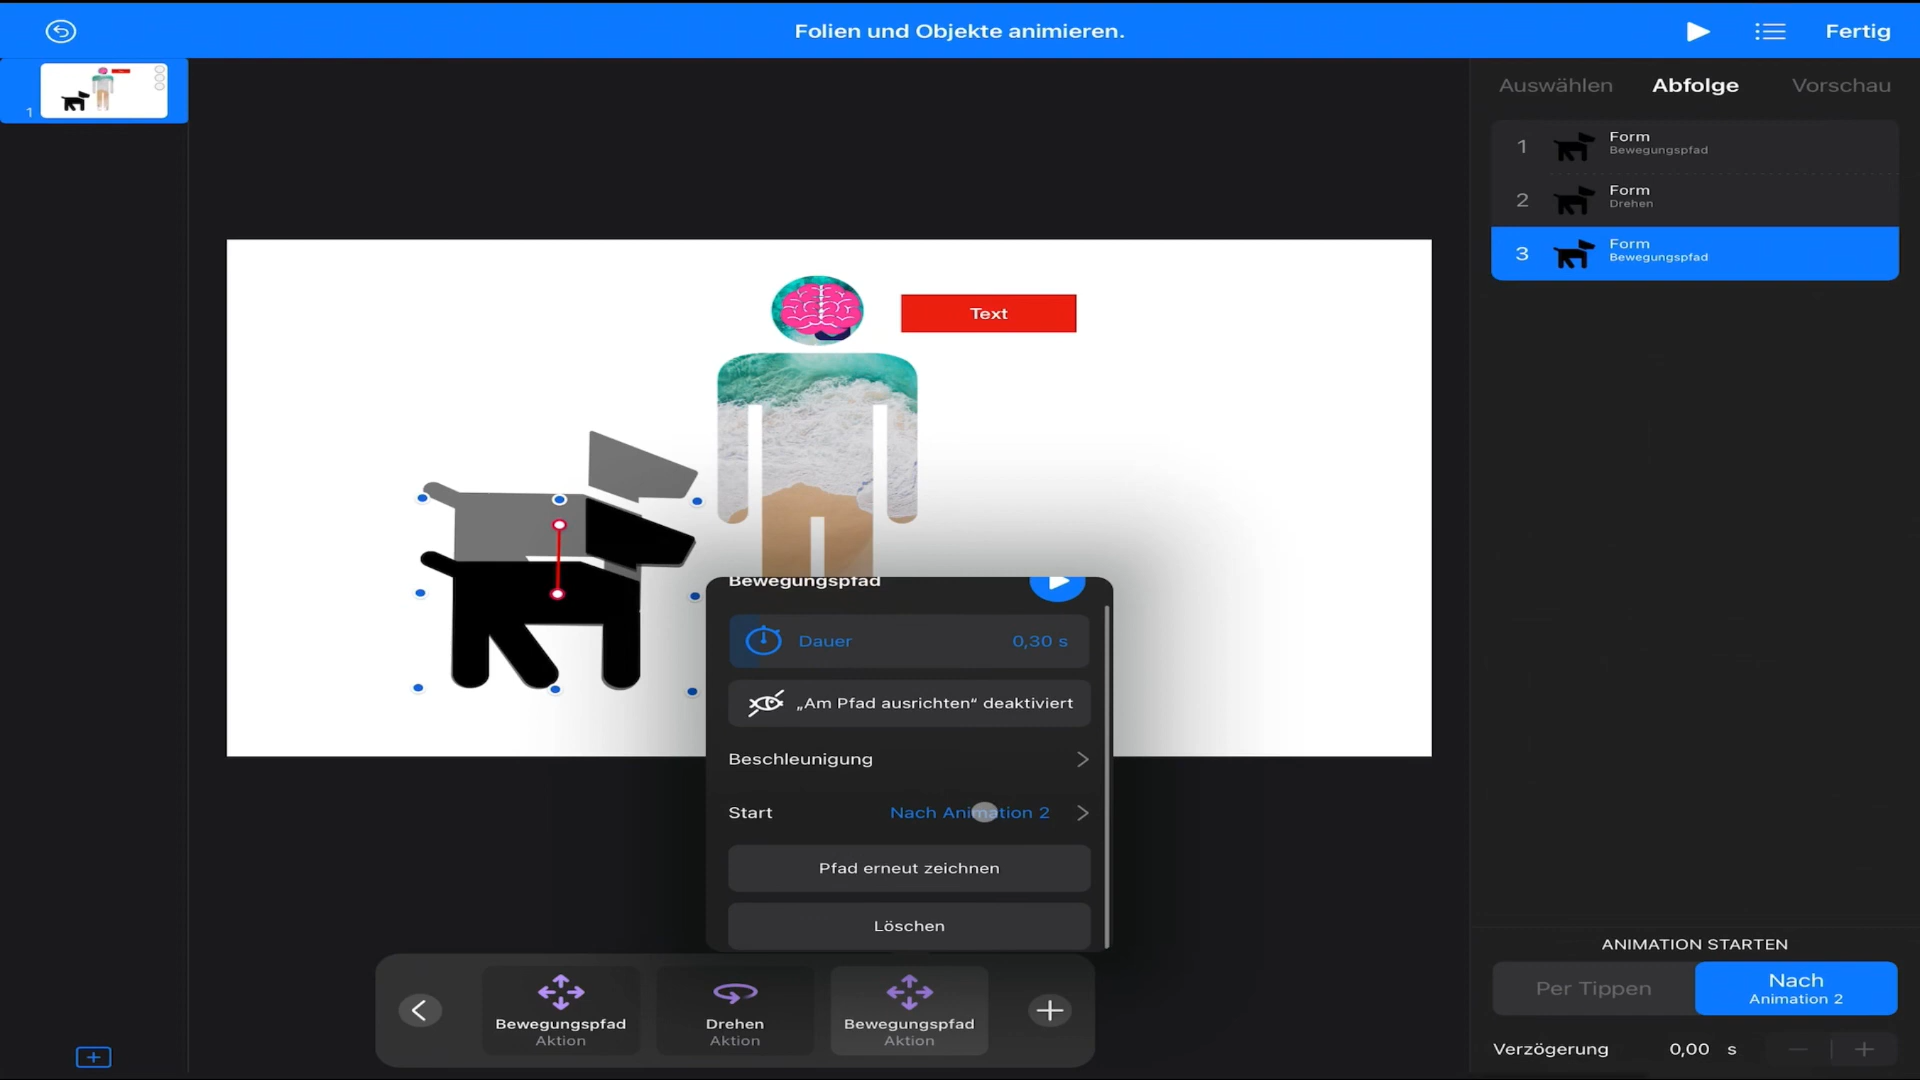 Folien und Objekte animieren.
Fertig
1
Auswählen
Abfolge
Vorschau
1
Form
Bewegungspfad
2
Form
Drehen
3
Form
Bewegungspfad
Text
Bewegungspfad
Dauer
0,30 s
„Am Pfad ausrichten“ deaktiviert
Beschleunigung
Start
Nach Animation 2
Pfad erneut zeichnen
Löschen
Bewegungspfad
Aktion
Drehen
Aktion
Bewegungspfad
Aktion
ANIMATION STARTEN
Per Tippen
Nach
Animation 2
Verzögerung
0,00 s